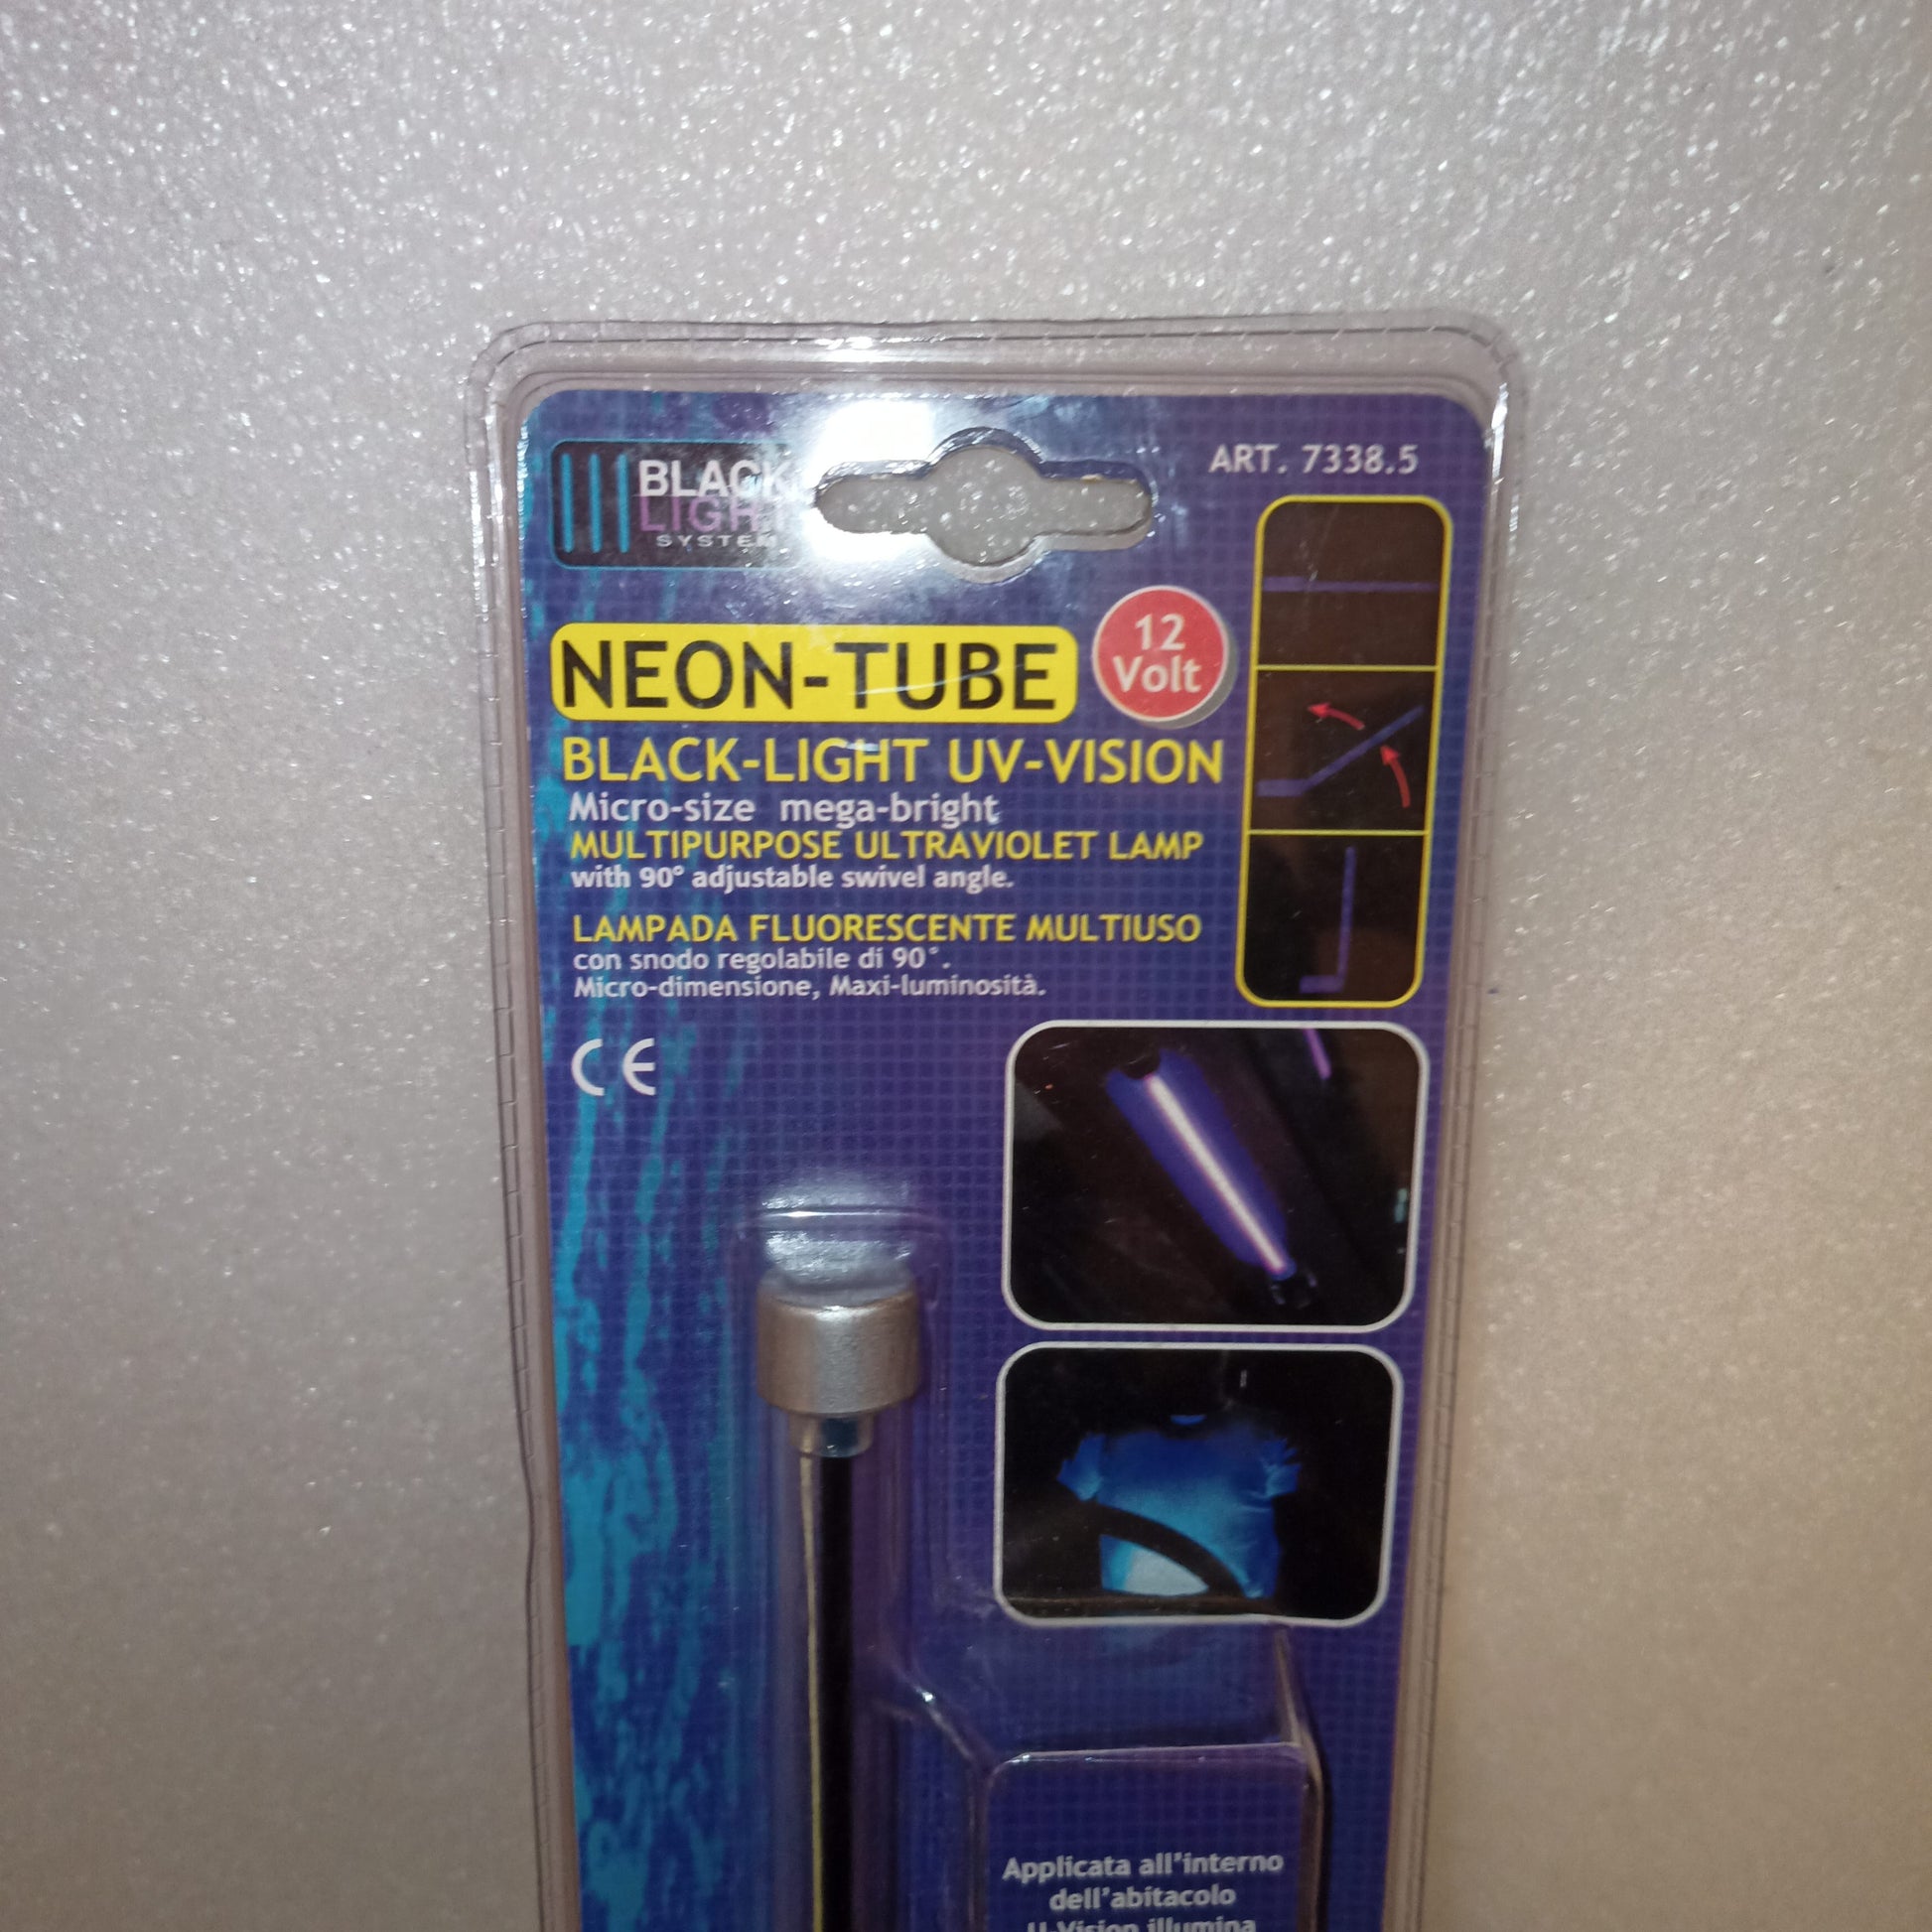 BLACK
LIGHT
SYSTEM
ART. 7338.5
NEON-TUBE
12
Volt
BLACK-LIGHT UV-VISION
Micro-size mega-bright
MULTIPURPOSE ULTRAVIOLET LAMP
with 90° adjustable swivel angle.
LAMPADA FLUORESCENTE MULTIUSO
con snodo regolabile di 90°.
Micro-dimensione, Maxi-luminosità.
CE
Applicata all'interno
dell'abitacolo
U-Vision illumina